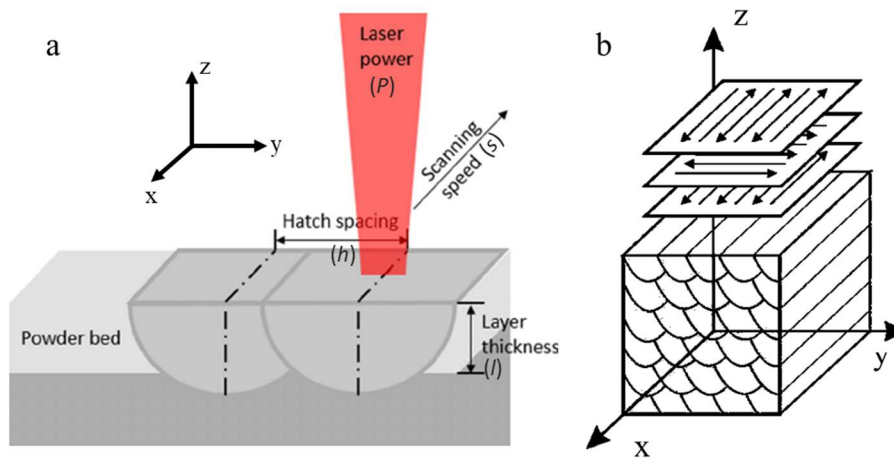 a
z
y
x
Laser
power
(P)
Scanning
speed (s)
Hatch spacing
(h)
Powder bed
Layer
thickness
(l)
b
z
y
x